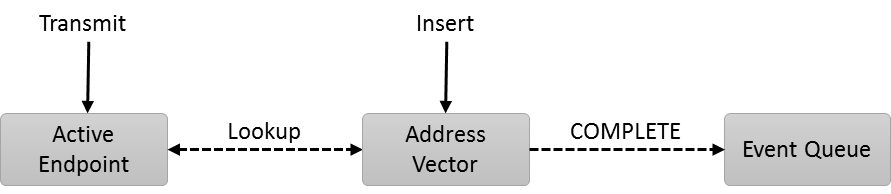 Transmit
Insert
Active
Endpoint
Lookup
Address
Vector
COMPLETE
Event Queue